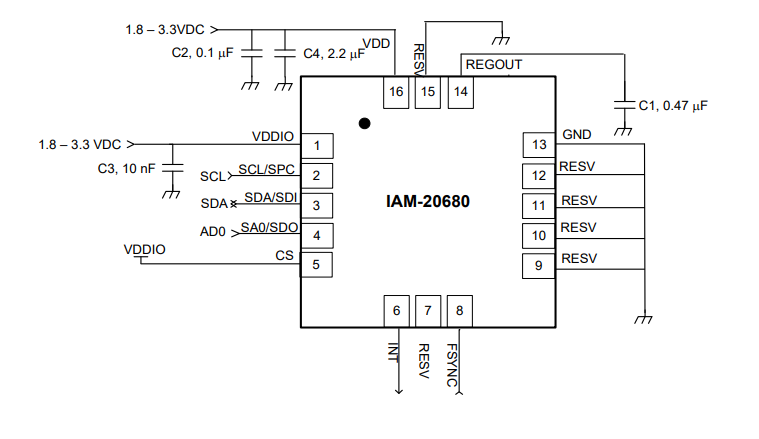 1.8 – 3.3VDC
VDD
C2, 0.1 μF
C4, 2.2 μF
RESV
REGOUT
16
15
14
C1, 0.47 μF
1.8 – 3.3 VDC
VDDIO
1
13
GND
C3, 10 nF
SCL
SCL/SPC
2
12
RESV
SDA
SDA/SDI
3
IAM-20680
11
RESV
AD0
SA0/SDO
4
10
RESV
VDDIO
CS
5
9
RESV
6
7
8
INT
RESV
FSYNC